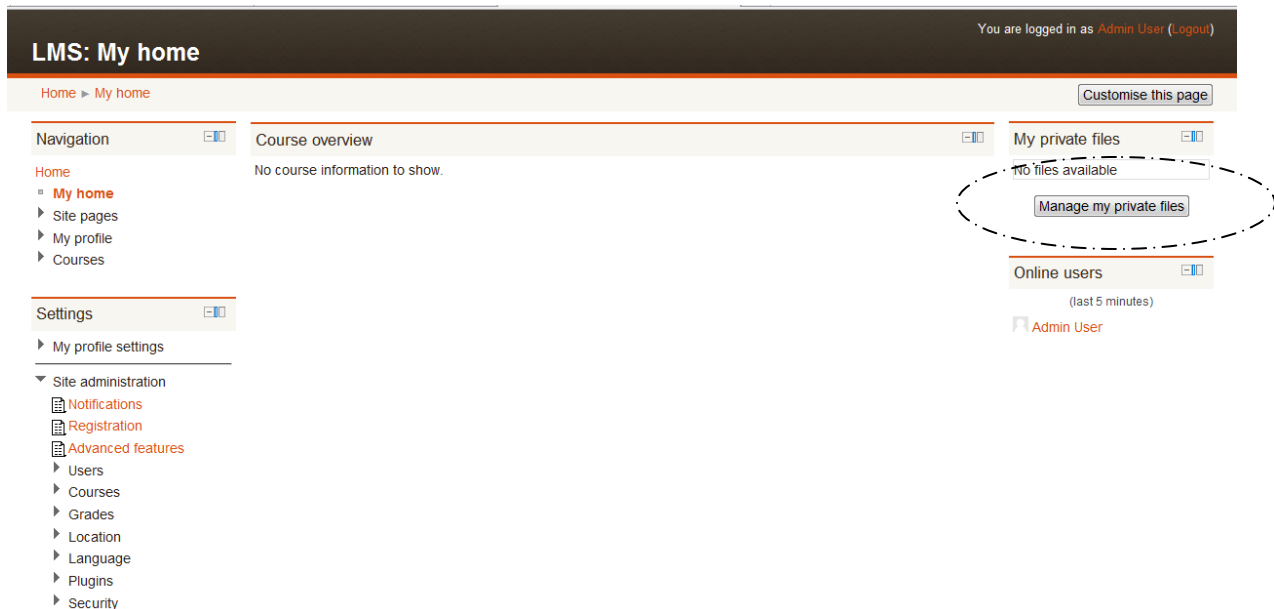 You are logged in as Admin User (Logout)
LMS: My home
Home ► My home
Customise this page
Navigation
Home
My home
Site pages
My profile
Courses
Settings
My profile settings
Site administration
Notifications
Registration
Advanced features
Users
Courses
Grades
Location
Language
Plugins
Security
Course overview
No course information to show.
My private files
No files available
Manage my private files
Online users
(last 5 minutes)
Admin User